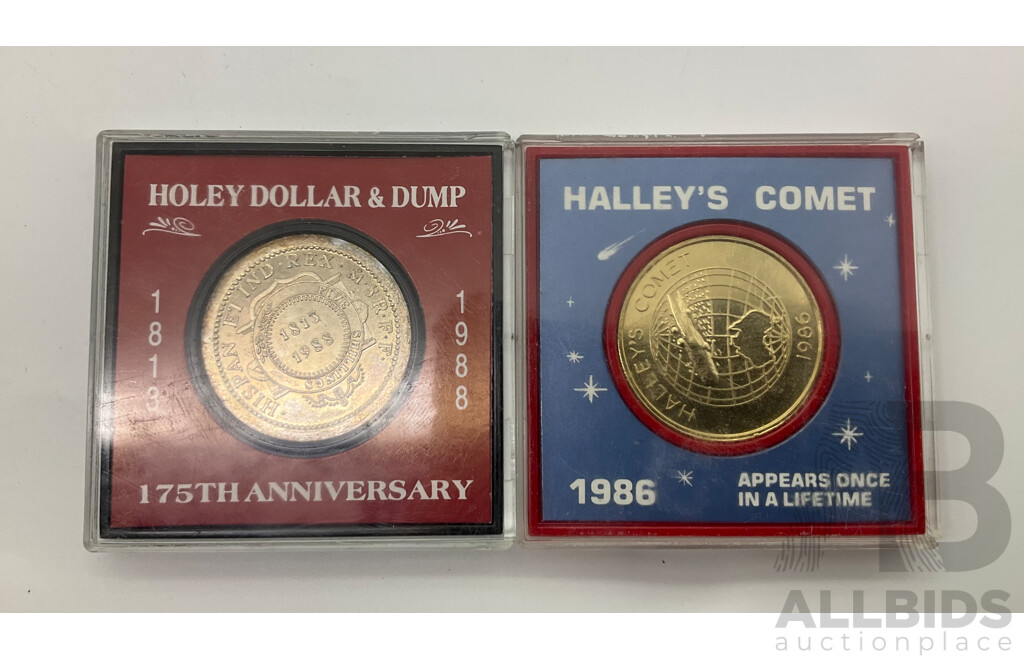 HOLEY DOLLAR & DUMP
1813
1988
HISPAN ET IND · REX · M · N · R · F · F ·
FIVE SHILLINGS
1813
1988
175TH ANNIVERSARY
HALLEY'S COMET
HALLEY'S COMET
1986
1986
APPEARS ONCE
IN A LIFETIME
B
ALLBIDS
auctionplace